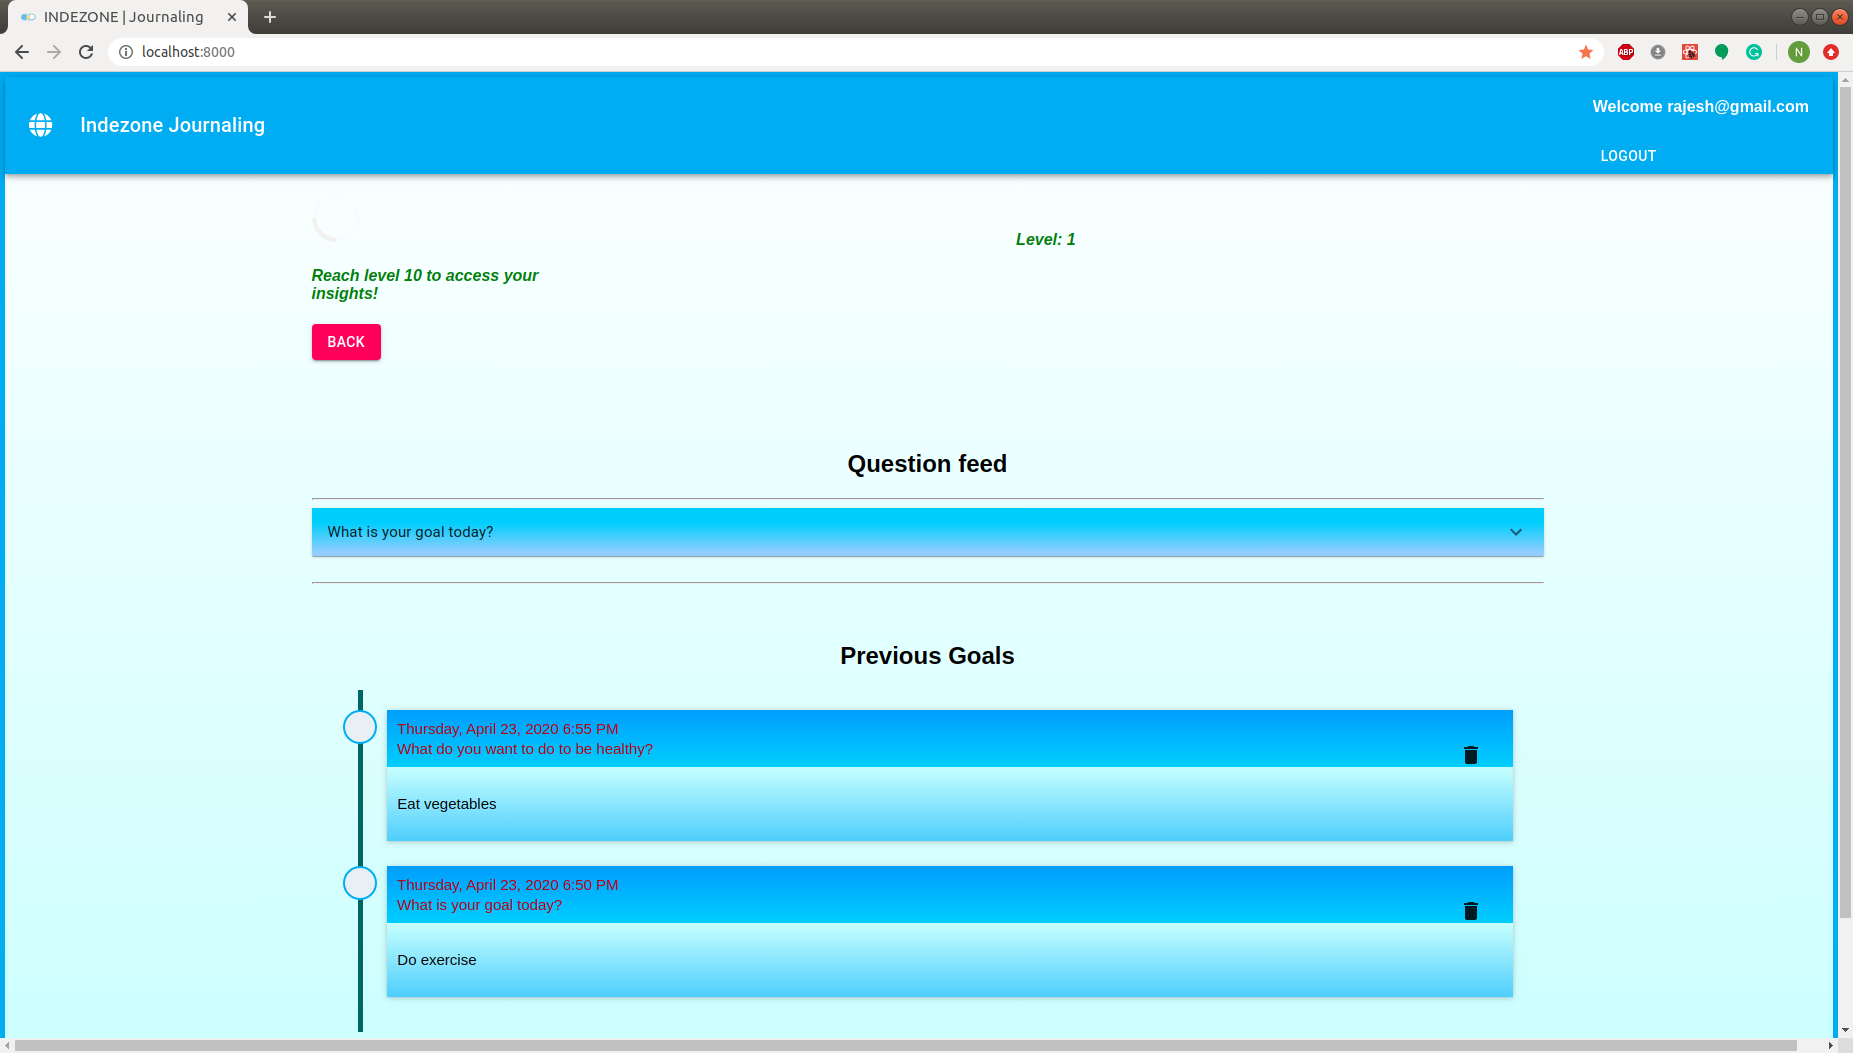 INDEZONE | Journaling
localhost:8000
ABP
N
Welcome rajesh@gmail.com
Indezone Journaling
LOGOUT
Level: 1
Reach level 10 to access your
insights!
BACK
Question feed
What is your goal today?
Previous Goals
Thursday, April 23, 2020 6:55 PM
What do you want to do to be healthy?
Eat vegetables
Thursday, April 23, 2020 6:50 PM
What is your goal today?
Do exercise